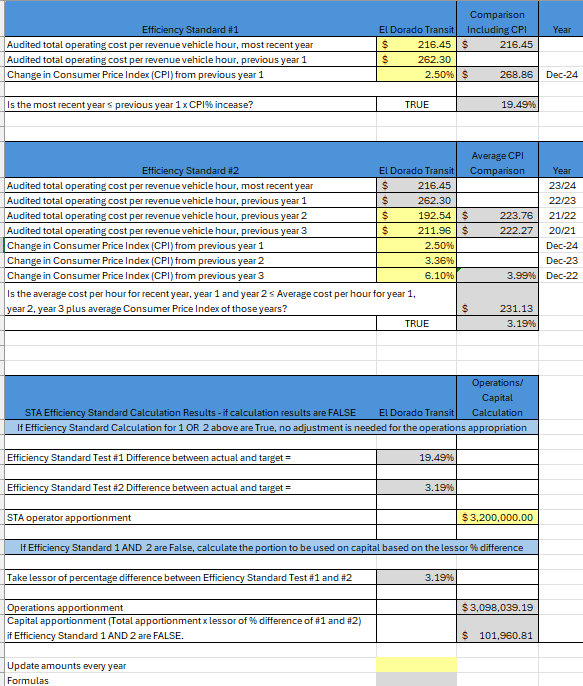 Comparison
Efficiency Standard #1 El Dorado Transit Including CPI Year
Audited total operating cost per revenue vehicle hour, most recent year $ 216.45 $ 216.45
Audited total operating cost per revenue vehicle hour, previous year 1 $ 262.30
Change in Consumer Price Index (CPI) from previous year 1 2.50% $ 268.86 Dec-24
Is the most recent year ≤ previous year 1 x CPI% incease? TRUE 19.49%
Average CPI
Efficiency Standard #2 El Dorado Transit Comparison Year
Audited total operating cost per revenue vehicle hour, most recent year $ 216.45 23/24
Audited total operating cost per revenue vehicle hour, previous year 1 $ 262.30 22/23
Audited total operating cost per revenue vehicle hour, previous year 2 $ 192.54 $ 223.76 21/22
Audited total operating cost per revenue vehicle hour, previous year 3 $ 211.96 $ 222.27 20/21
Change in Consumer Price Index (CPI) from previous year 1 2.50% Dec-24
Change in Consumer Price Index (CPI) from previous year 2 3.36% Dec-23
Change in Consumer Price Index (CPI) from previous year 3 6.10% 3.99% Dec-22
Is the average cost per hour for recent year, year 1 and year 2 ≤ Average cost per hour for year 1,
year 2, year 3 plus average Consumer Price Index of those years? $ 231.13
TRUE 3.19%
Operations/
Capital
STA Efficiency Standard Calculation Results - if calculation results are FALSE El Dorado Transit Calculation
If Efficiency Standard Calculation for 1 OR 2 above are True, no adjustment is needed for the operations appropriation
Efficiency Standard Test #1 Difference between actual and target = 19.49%
Efficiency Standard Test #2 Difference between actual and target = 3.19%
STA operator apportionment $ 3,200,000.00
If Efficiency Standard 1 AND 2 are False, calculate the portion to be used on capital based on the lessor % difference
Take lessor of percentage difference between Efficiency Standard Test #1 and #2 3.19%
Operations apportionment $ 3,098,039.19
Capital apportionment (Total apportionment x lessor of % difference of #1 and #2)
if Efficiency Standard 1 AND 2 are FALSE. $ 101,960.81
Update amounts every year
Formulas